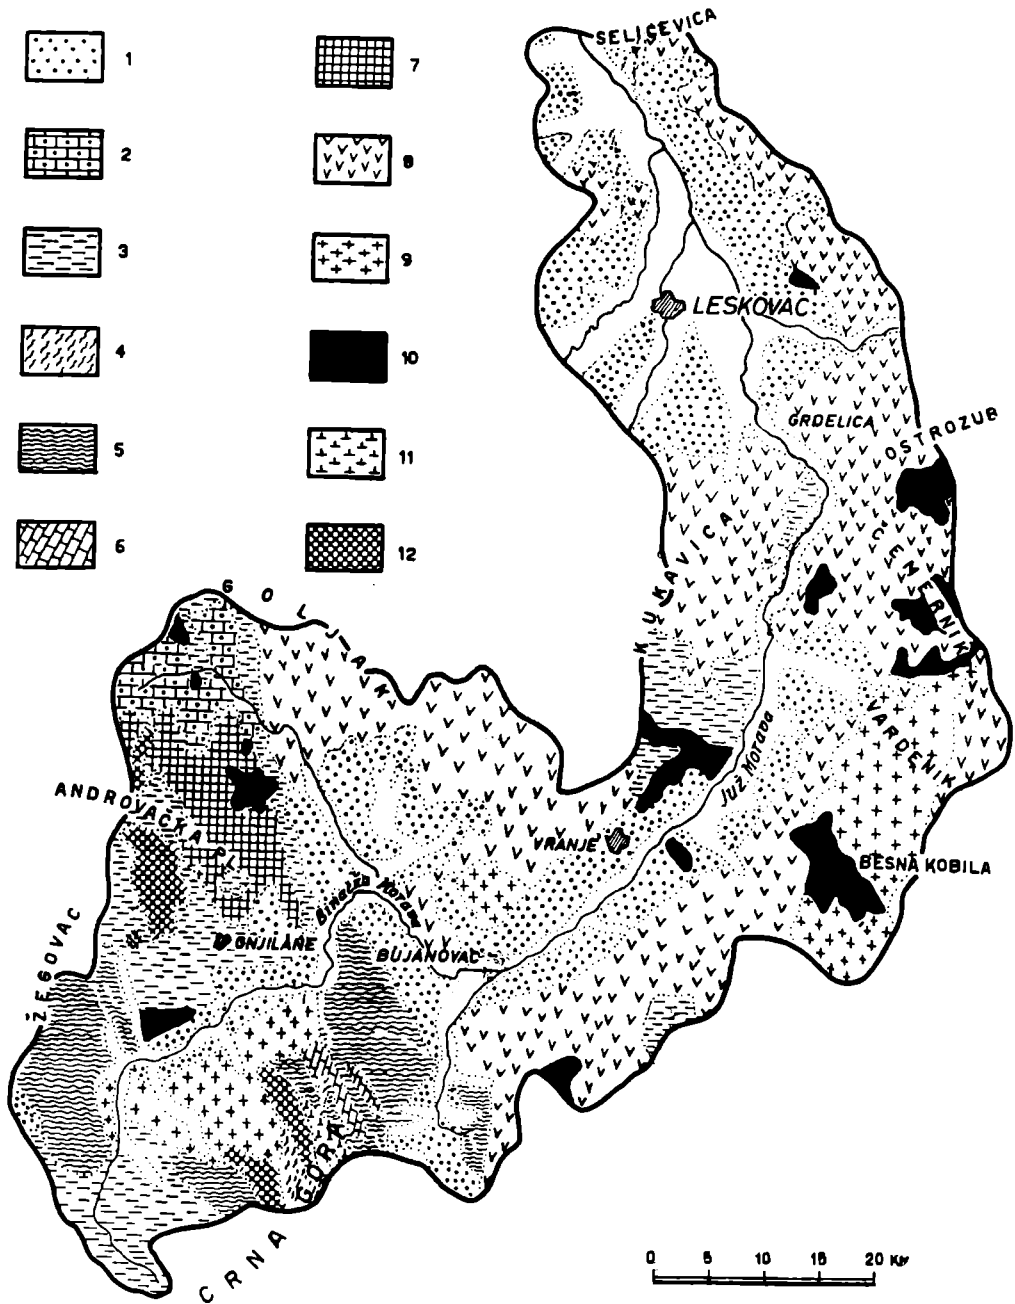 1
2
3
4
5
6
7
8
9
10
11
12
SELIČEVICA
LESKOVAC
GRDELICA
OSTROZUB
ČEMERNIK
KUKAVICA
GOLJAK
VARDENIK
Juž Morava
ANDROVAČKA PL.
VRANJE
BESNA KOBILA
Binačka Morava
ŽEGOVAC
GNJILANE
BUJANOVAC
CRNA GORA
0 5 10 15 20 Km